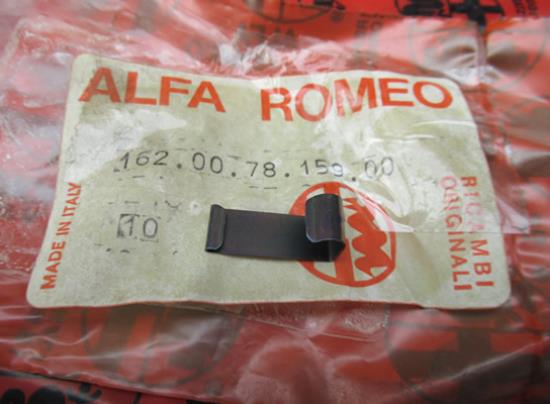 ALFA ROMEO
162.00.78.159.00
10
MADE IN ITALY
RICAMBI
ORIGINALI